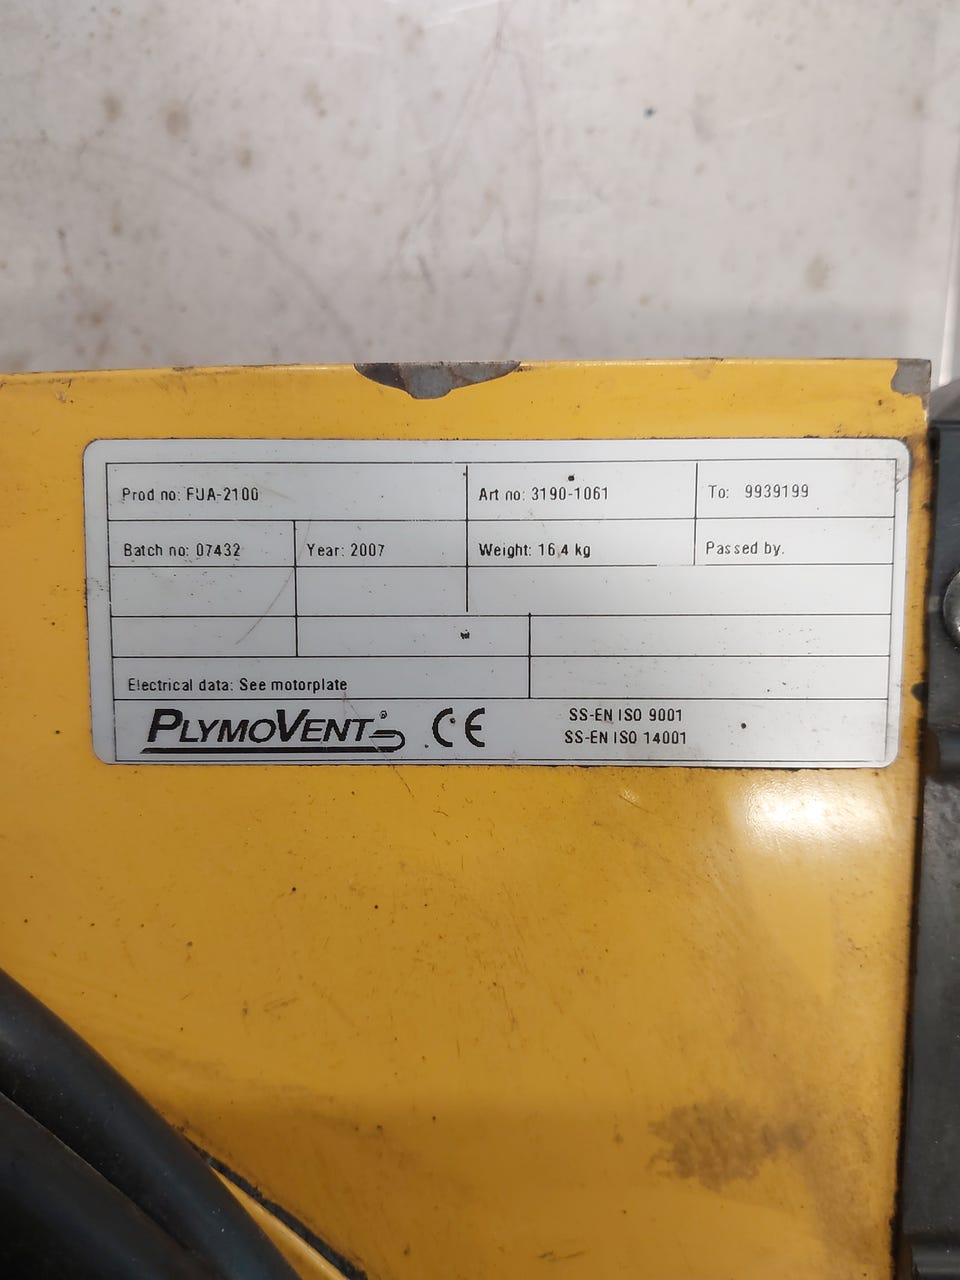 Prod no: FUA-2100 Art no: 3190-1061 To: 9939199
Batch no: 07432 Year: 2007 Weight: 16,4 kg Passed by.
Electrical data: See motorplate
PLYMOVENT® CE
SS-EN ISO 9001
SS-EN ISO 14001